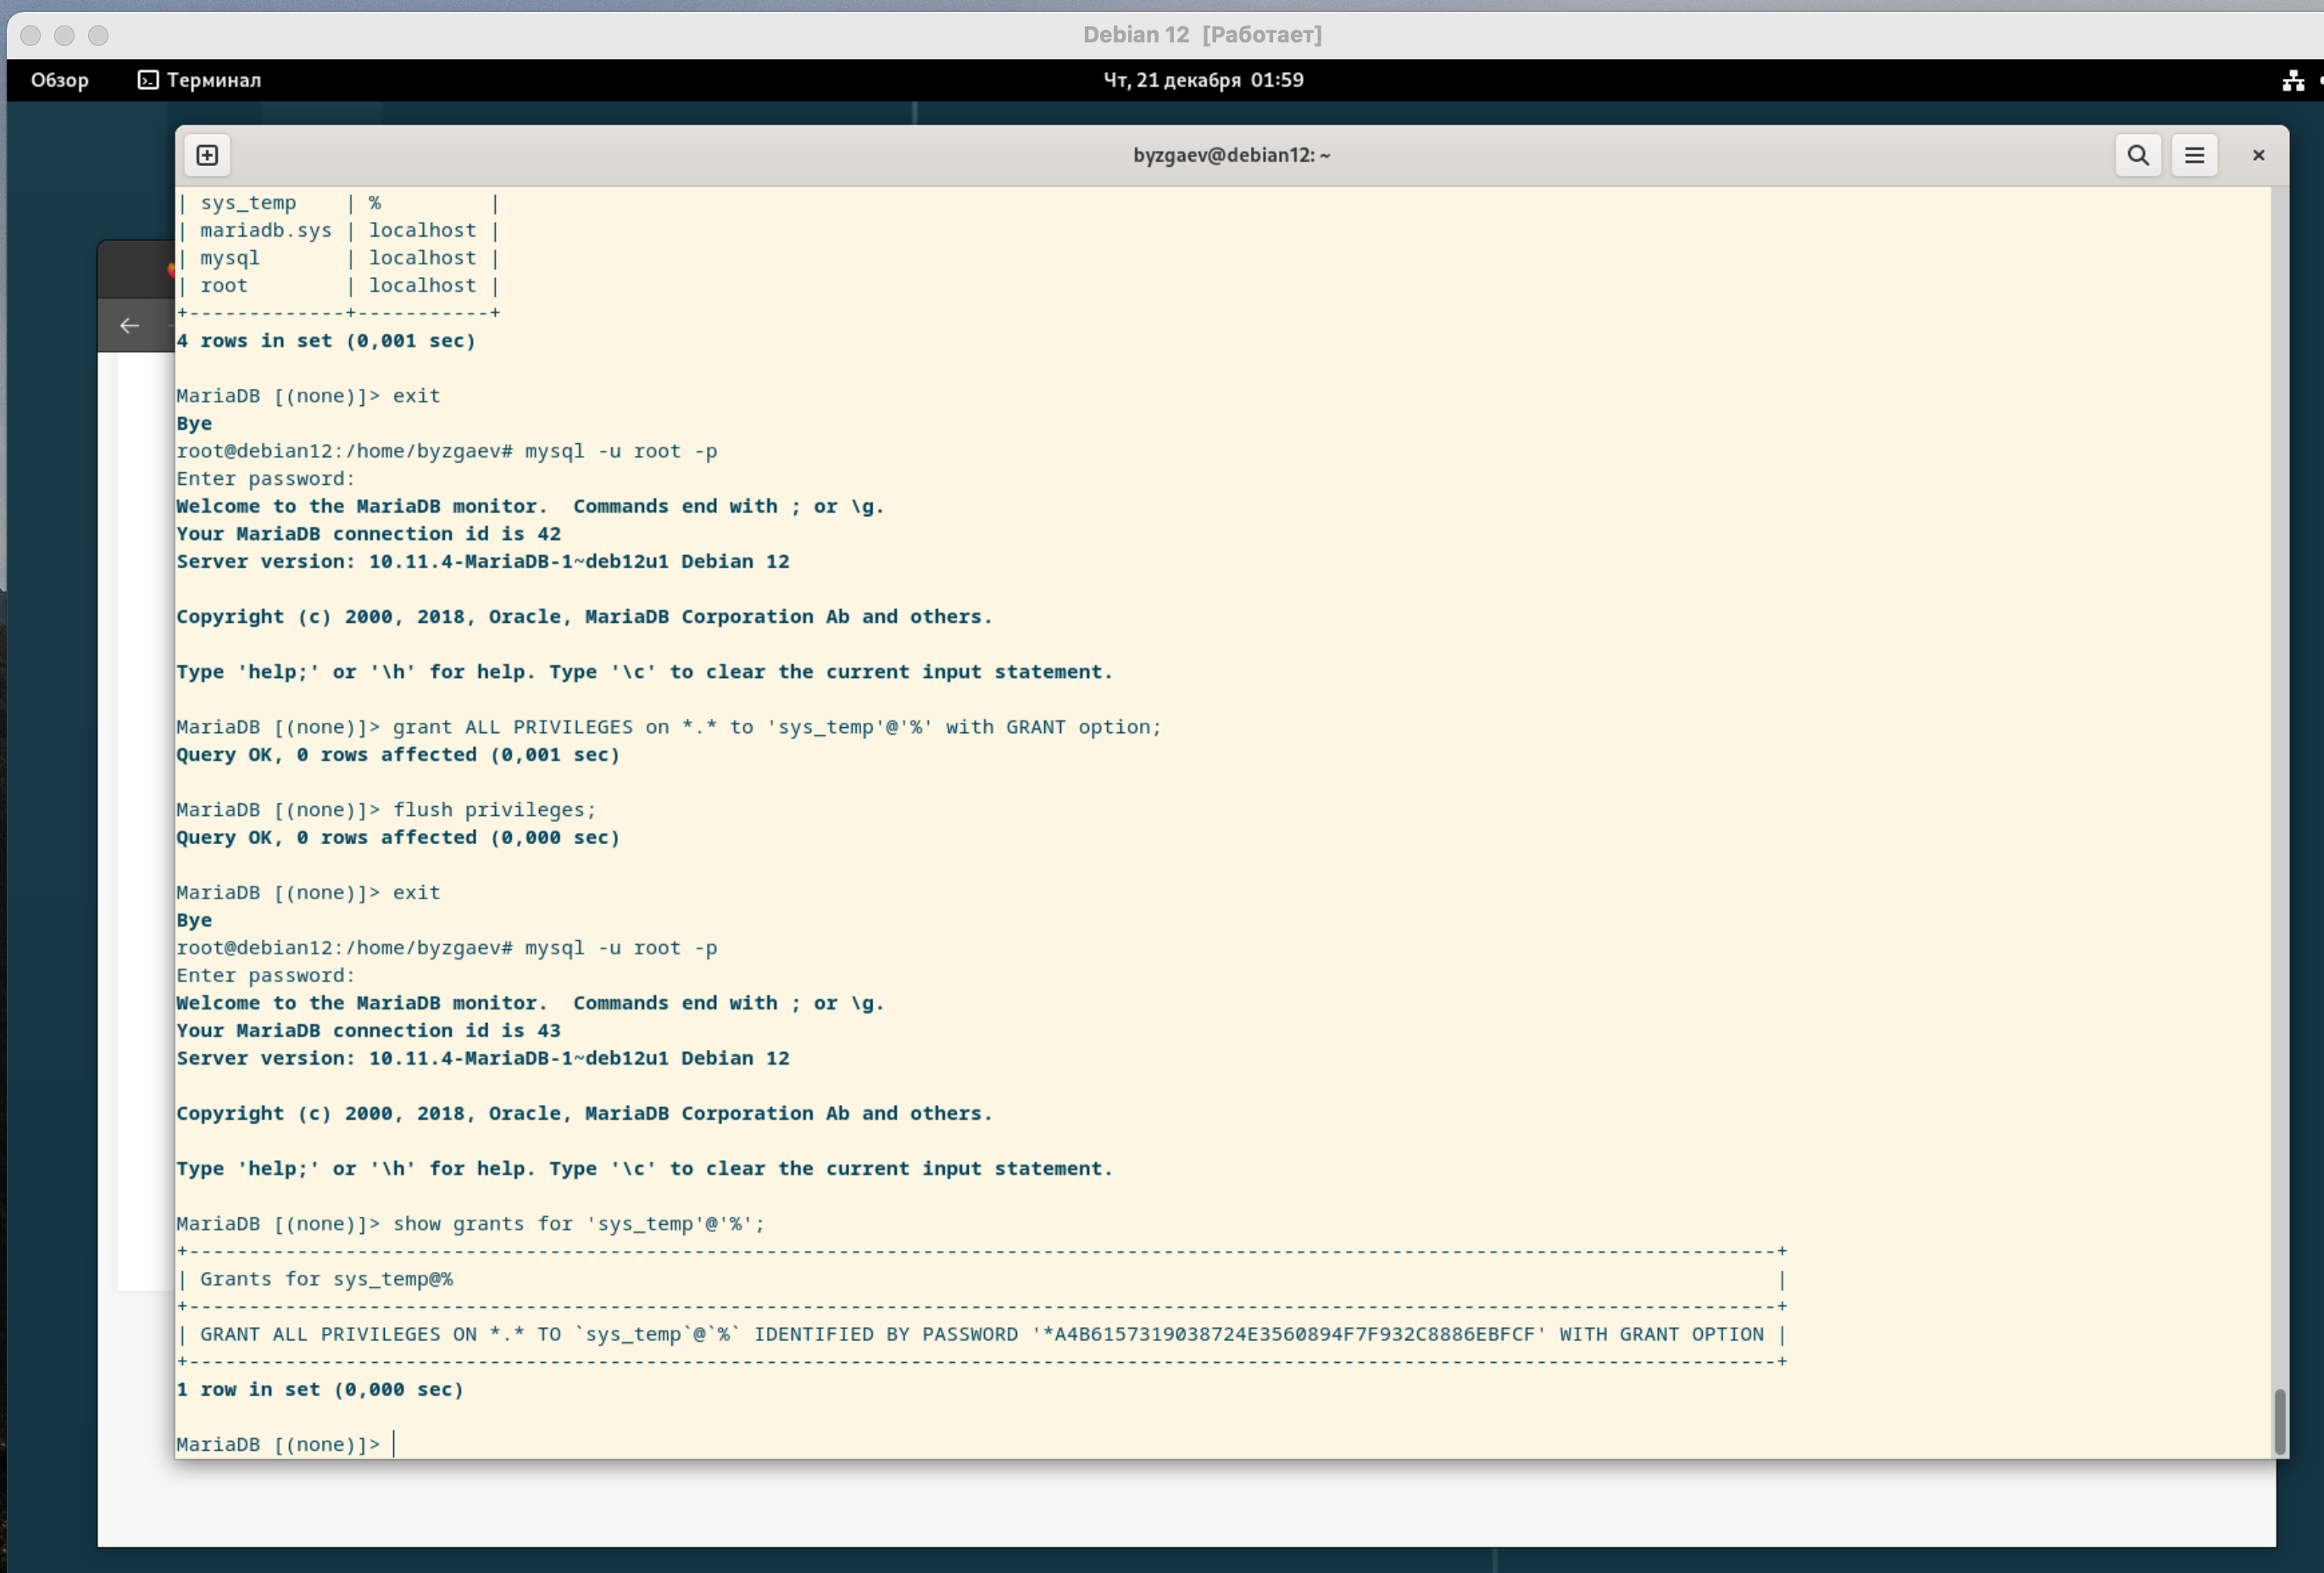 Debian 12 [Работает]
Обзор Терминал Чт, 21 декабря 01:59
byzgaev@debian12: ~
| sys_temp    | %         |
| mariadb.sys | localhost |
| mysql       | localhost |
| root        | localhost |
+-------------+-----------+
4 rows in set (0,001 sec)
MariaDB [(none)]> exit
Bye
root@debian12:/home/byzgaev# mysql -u root -p
Enter password:
Welcome to the MariaDB monitor.  Commands end with ; or \g.
Your MariaDB connection id is 42
Server version: 10.11.4-MariaDB-1~deb12u1 Debian 12
Copyright (c) 2000, 2018, Oracle, MariaDB Corporation Ab and others.
Type 'help;' or '\h' for help. Type '\c' to clear the current input statement.
MariaDB [(none)]> grant ALL PRIVILEGES on *.* to 'sys_temp'@'%' with GRANT option;
Query OK, 0 rows affected (0,001 sec)
MariaDB [(none)]> flush privileges;
Query OK, 0 rows affected (0,000 sec)
MariaDB [(none)]> exit
Bye
root@debian12:/home/byzgaev# mysql -u root -p
Enter password:
Welcome to the MariaDB monitor.  Commands end with ; or \g.
Your MariaDB connection id is 43
Server version: 10.11.4-MariaDB-1~deb12u1 Debian 12
Copyright (c) 2000, 2018, Oracle, MariaDB Corporation Ab and others.
Type 'help;' or '\h' for help. Type '\c' to clear the current input statement.
MariaDB [(none)]> show grants for 'sys_temp'@'%';
+------------------------------------------------------------------------------------------------------------------------------------+
| Grants for sys_temp@%                                                                                                              |
+------------------------------------------------------------------------------------------------------------------------------------+
| GRANT ALL PRIVILEGES ON *.* TO `sys_temp`@`%` IDENTIFIED BY PASSWORD '*A4B6157319038724E3560894F7F932C8886EBFCF' WITH GRANT OPTION |
+------------------------------------------------------------------------------------------------------------------------------------+
1 row in set (0,000 sec)
MariaDB [(none)]>